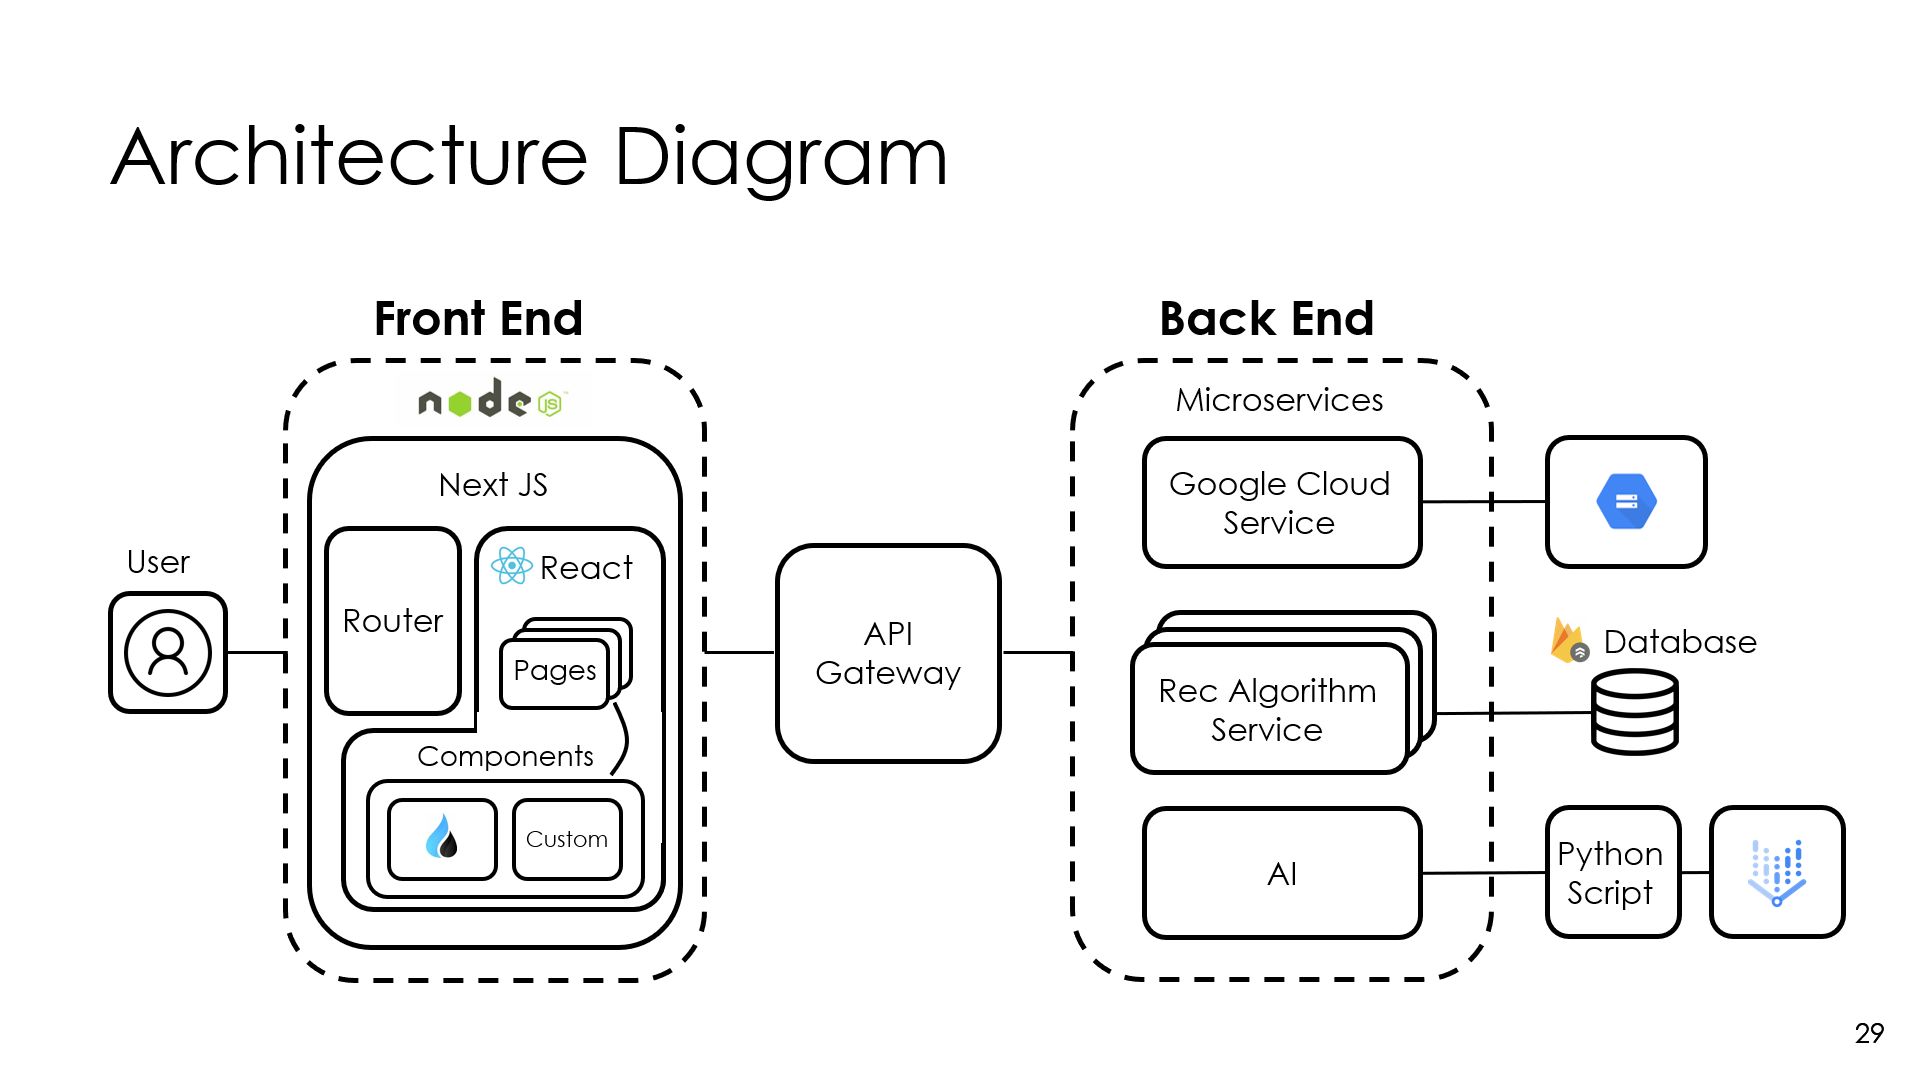 Architecture Diagram
Front End
Back End
node JS
Microservices
Next JS
Google Cloud
Service
User
React
Router
Pages
API
Gateway
Database
Rec Algorithm
Service
Components
Custom
AI
Python
Script
29